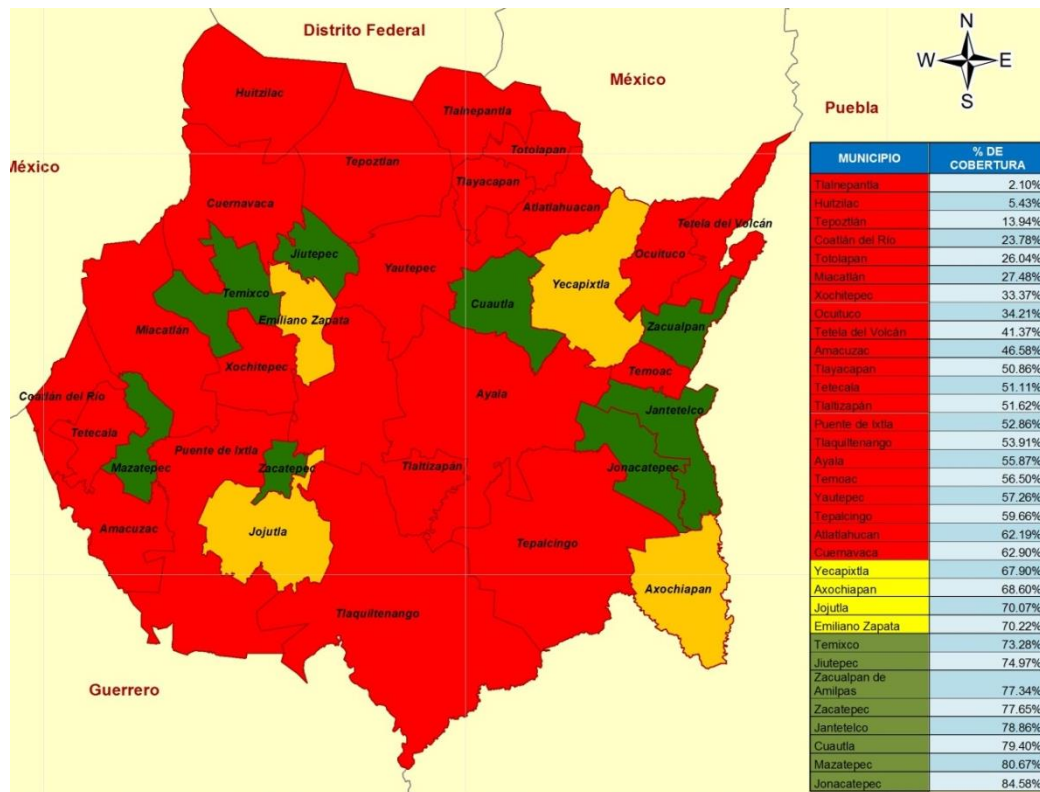 Distrito Federal
México
Puebla
México
Guerrero
N
W
E
S
Huitzilac
Tlalnepantla
Totolapan
Tepoztlan
Tlayacapan
Cuernavaca
Atlatlahuacan
Tetela del Volcán
Jiutepec
Ocuituco
Yautepec
Yecapixtla
Temixco
Cuautla
Emiliano Zapata
Zacualpan
Miacatlán
Xochitepec
Temoac
Coatlán del Río
Ayala
Jantetelco
Tetecala
Puente de Ixtla
Mazatepec
Zacatepec
Tlaltizapán
Jonacatepec
Amacuzac
Jojutla
Tepalcingo
Axochiapan
Tlaquiltenango
MUNICIPIO % DE COBERTURA
Tlalnepantla 2.10%
Huitzilac 5.43%
Tepoztlán 13.94%
Coatlán del Río 23.78%
Totolapan 26.04%
Miacatlán 27.48%
Xochitepec 33.37%
Ocuituco 34.21%
Tetela del Volcán 41.37%
Amacuzac 46.58%
Tlayacapan 50.86%
Tetecala 51.11%
Tlaltizapán 51.62%
Puente de Ixtla 52.86%
Tlaquiltenango 53.91%
Ayala 55.87%
Temoac 56.50%
Yautepec 57.26%
Tepalcingo 59.66%
Atlatlahucan 62.19%
Cuernavaca 62.90%
Yecapixtla 67.90%
Axochiapan 68.60%
Jojutla 70.07%
Emiliano Zapata 70.22%
Temixco 73.28%
Jiutepec 74.97%
Zacualpan de
Amilpas 77.34%
Zacatepec 77.65%
Jantetelco 78.86%
Cuautla 79.40%
Mazatepec 80.67%
Jonacatepec 84.58%